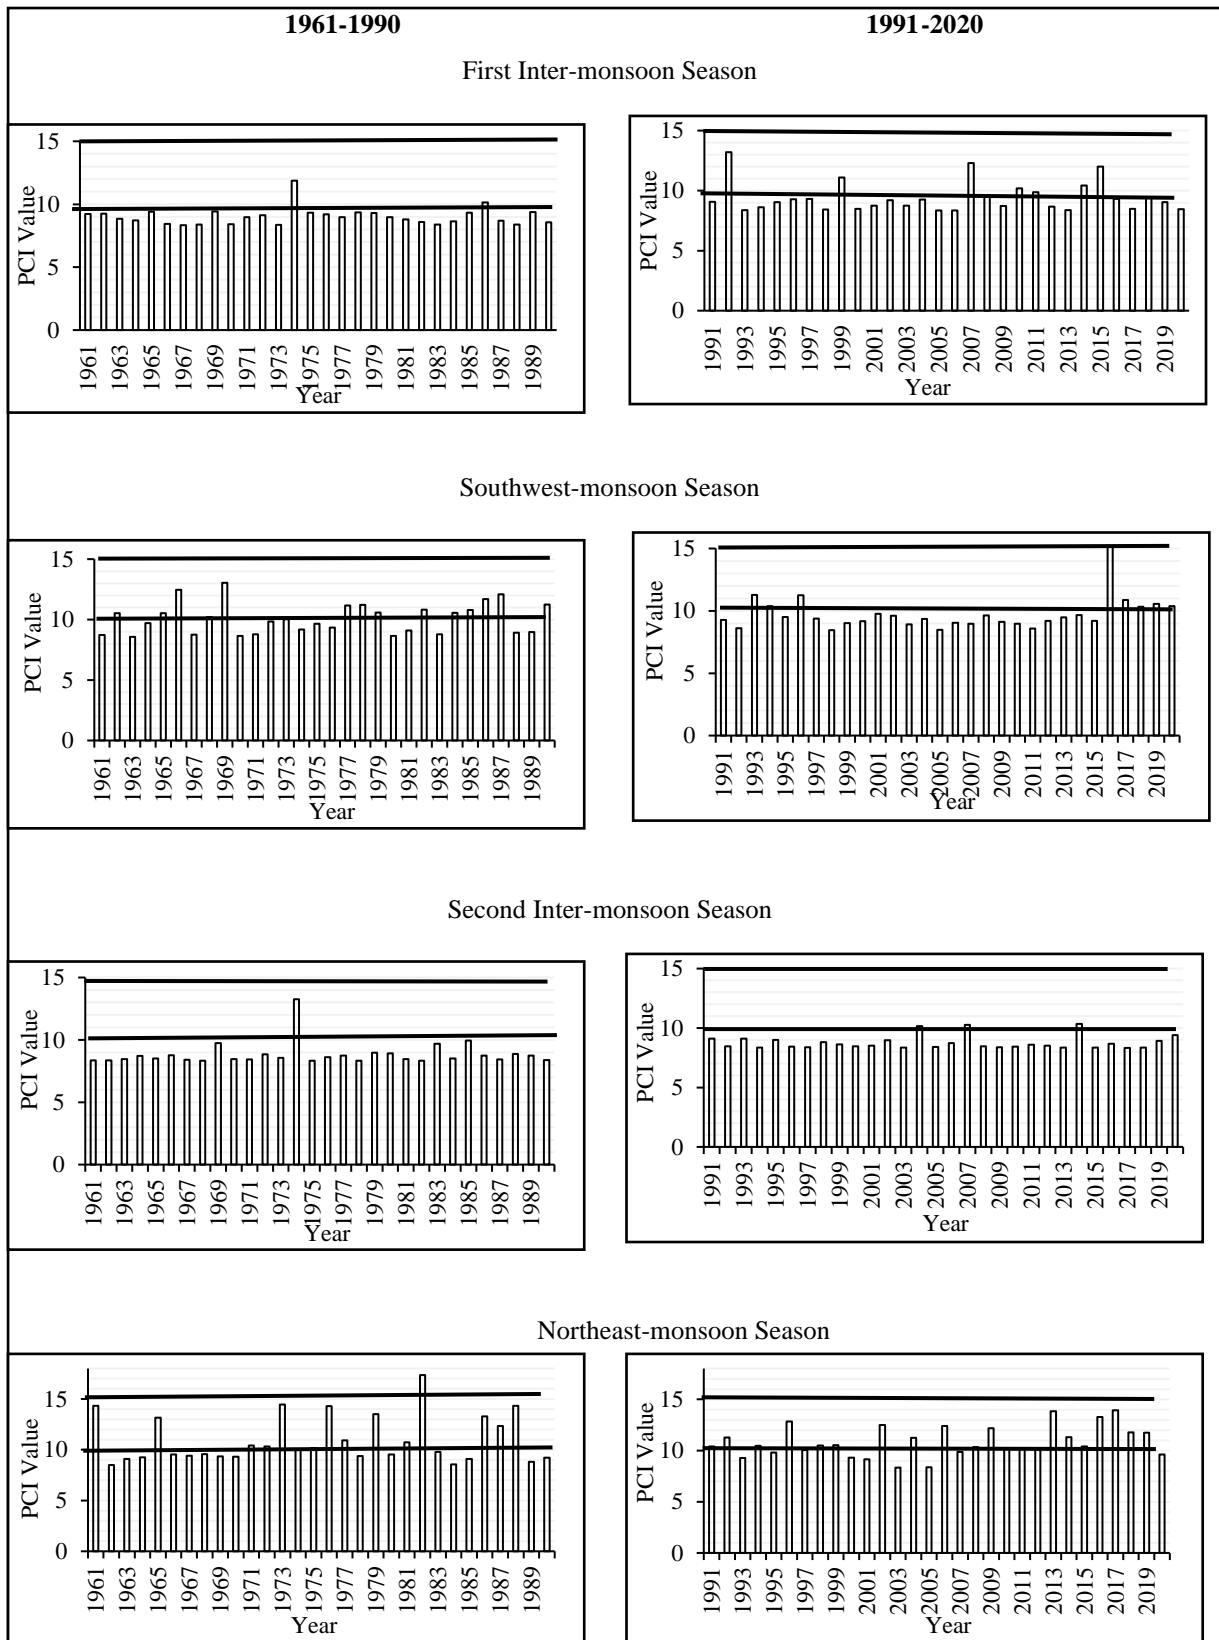 1961-1990 1991-2020
First Inter-monsoon Season
15
10
5
0
PCI Value
1961 1963 1965 1967 1969 1971 1973 1975 1977 1979 1981 1983 1985 1987 1989
Year
15
10
5
0
PCI Value
1991 1993 1995 1997 1999 2001 2003 2005 2007 2009 2011 2013 2015 2017 2019
Year
Southwest-monsoon Season
15
10
5
0
PCI Value
1961 1963 1965 1967 1969 1971 1973 1975 1977 1979 1981 1983 1985 1987 1989
Year
15
10
5
0
PCI Value
1991 1993 1995 1997 1999 2001 2003 2005 2007 2009 2011 2013 2015 2017 2019
Year
Second Inter-monsoon Season
15
10
5
0
PCI Value
1961 1963 1965 1967 1969 1971 1973 1975 1977 1979 1981 1983 1985 1987 1989
Year
15
10
5
0
PCI Value
1991 1993 1995 1997 1999 2001 2003 2005 2007 2009 2011 2013 2015 2017 2019
Year
Northeast-monsoon Season
15
10
5
0
PCI Value
1961 1963 1965 1967 1969 1971 1973 1975 1977 1979 1981 1983 1985 1987 1989
Year
15
10
5
0
PCI Value
1991 1993 1995 1997 1999 2001 2003 2005 2007 2009 2011 2013 2015 2017 2019
Year